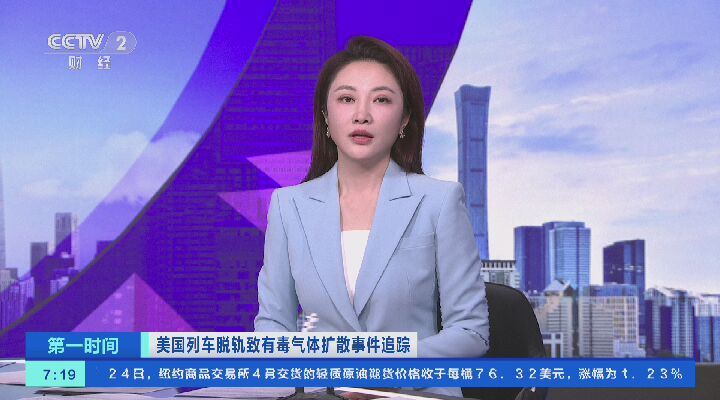 CCTV 2
财经
第一时间
美国列车脱轨致有毒气体扩散事件追踪
7:19
24日，纽约商品交易所4月交货的轻质原油期货价格收于每桶76.32美元，涨幅为1.23%